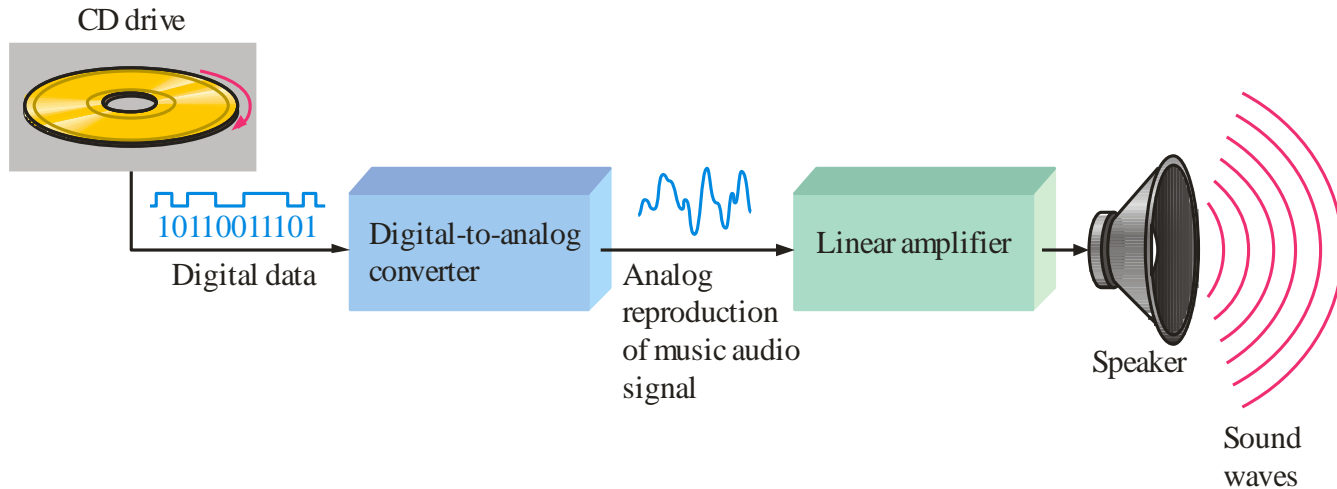 CD drive
10110011101
Digital data
Digital-to-analog
converter
Analog
reproduction
of music audio
signal
Linear amplifier
Speaker
Sound
waves